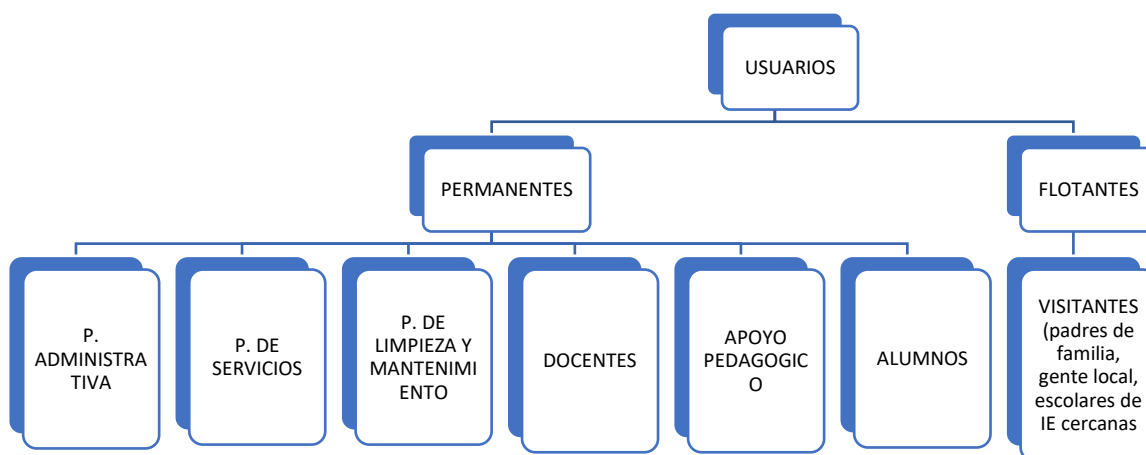 USUARIOS
PERMANENTES
FLOTANTES
P.
ADMINISTRA
TIVA
P. DE
SERVICIOS
P. DE
LIMPIEZA Y
MANTENIMI
ENTO
DOCENTES
APOYO
PEDAGOGIC
O
ALUMNOS
VISITANTES
(padres de
familia,
gente local,
escolares de
IE cercanas